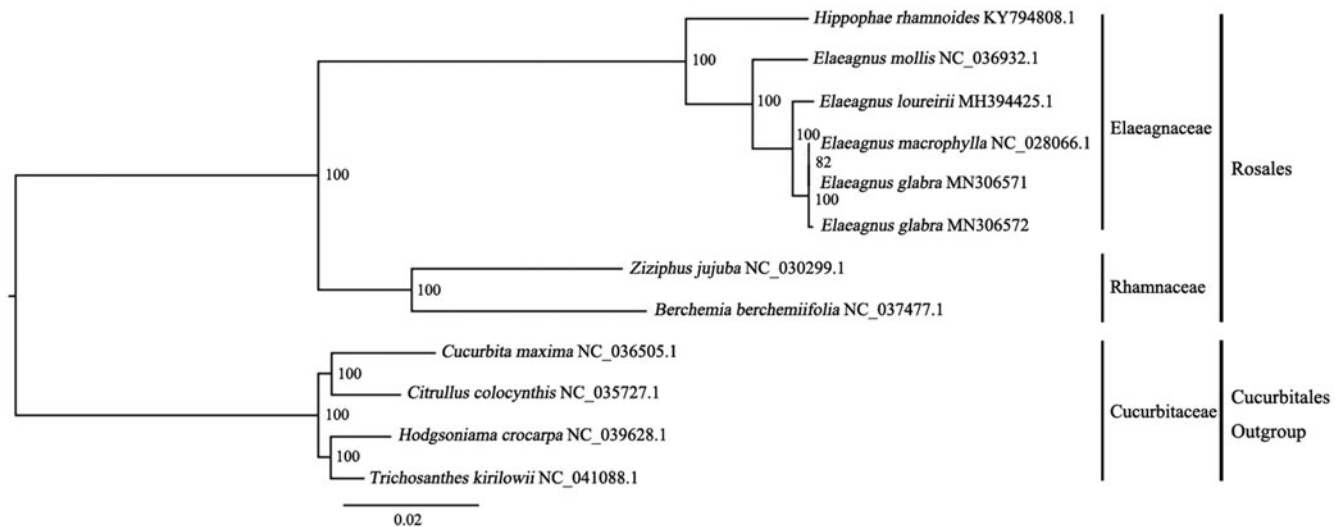 Hippophae rhamnoides KY794808.1
100
Elaeagnus mollis NC_036932.1
100
Elaeagnus loureirii MH394425.1
Elaeagnaceae
100
Elaeagnus macrophylla NC_028066.1
82
Rosales
100
Elaeagnus glabra MN306571
100
Elaeagnus glabra MN306572
Ziziphus jujuba NC_030299.1
100
Rhamnaceae
Berchemia berchemiifolia NC_037477.1
Cucurbita maxima NC_036505.1
100
Citrullus colocynthis NC_035727.1
Cucurbitales
100
Cucurbitaceae
Outgroup
Hodgsoniama crocarpa NC_039628.1
100
Trichosanthes kirilowii NC_041088.1
0.02